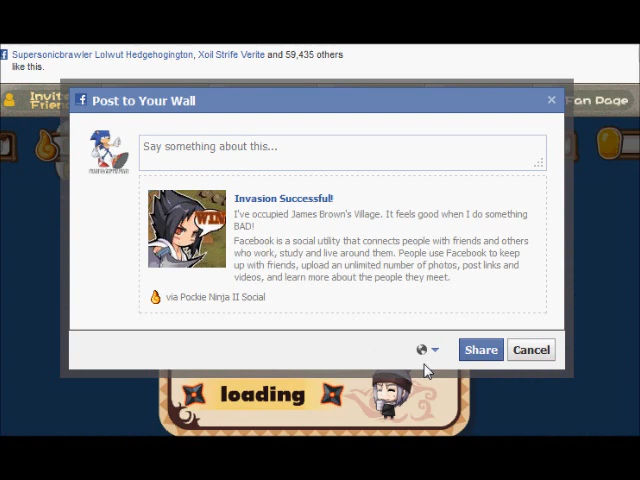 Supersonicbrawler Lolwut Hedgehogington, Xoil Strife Verite and 59,435 others
like this.
Invite
Friend
Fan Page
Post to Your Wall
Say something about this...
WIN
Invasion Successful!
I've occupied James Brown's Village. It feels good when I do something
BAD!
Facebook is a social utility that connects people with friends and others
who work, study and live around them. People use Facebook to keep
up with friends, upload an unlimited number of photos, post links and
videos, and learn more about the people they meet.
via Pockie Ninja II Social
Share
Cancel
loading